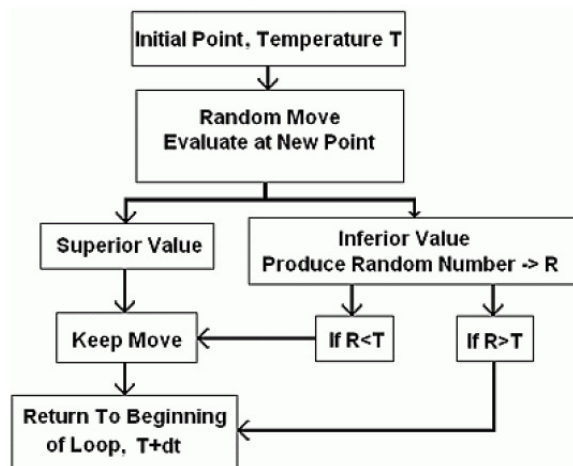 Initial Point, Temperature T
Random Move
Evaluate at New Point
Superior Value
Inferior Value
Produce Random Number -> R
Keep Move
If R<T
If R>T
Return To Beginning
of Loop, T+dt